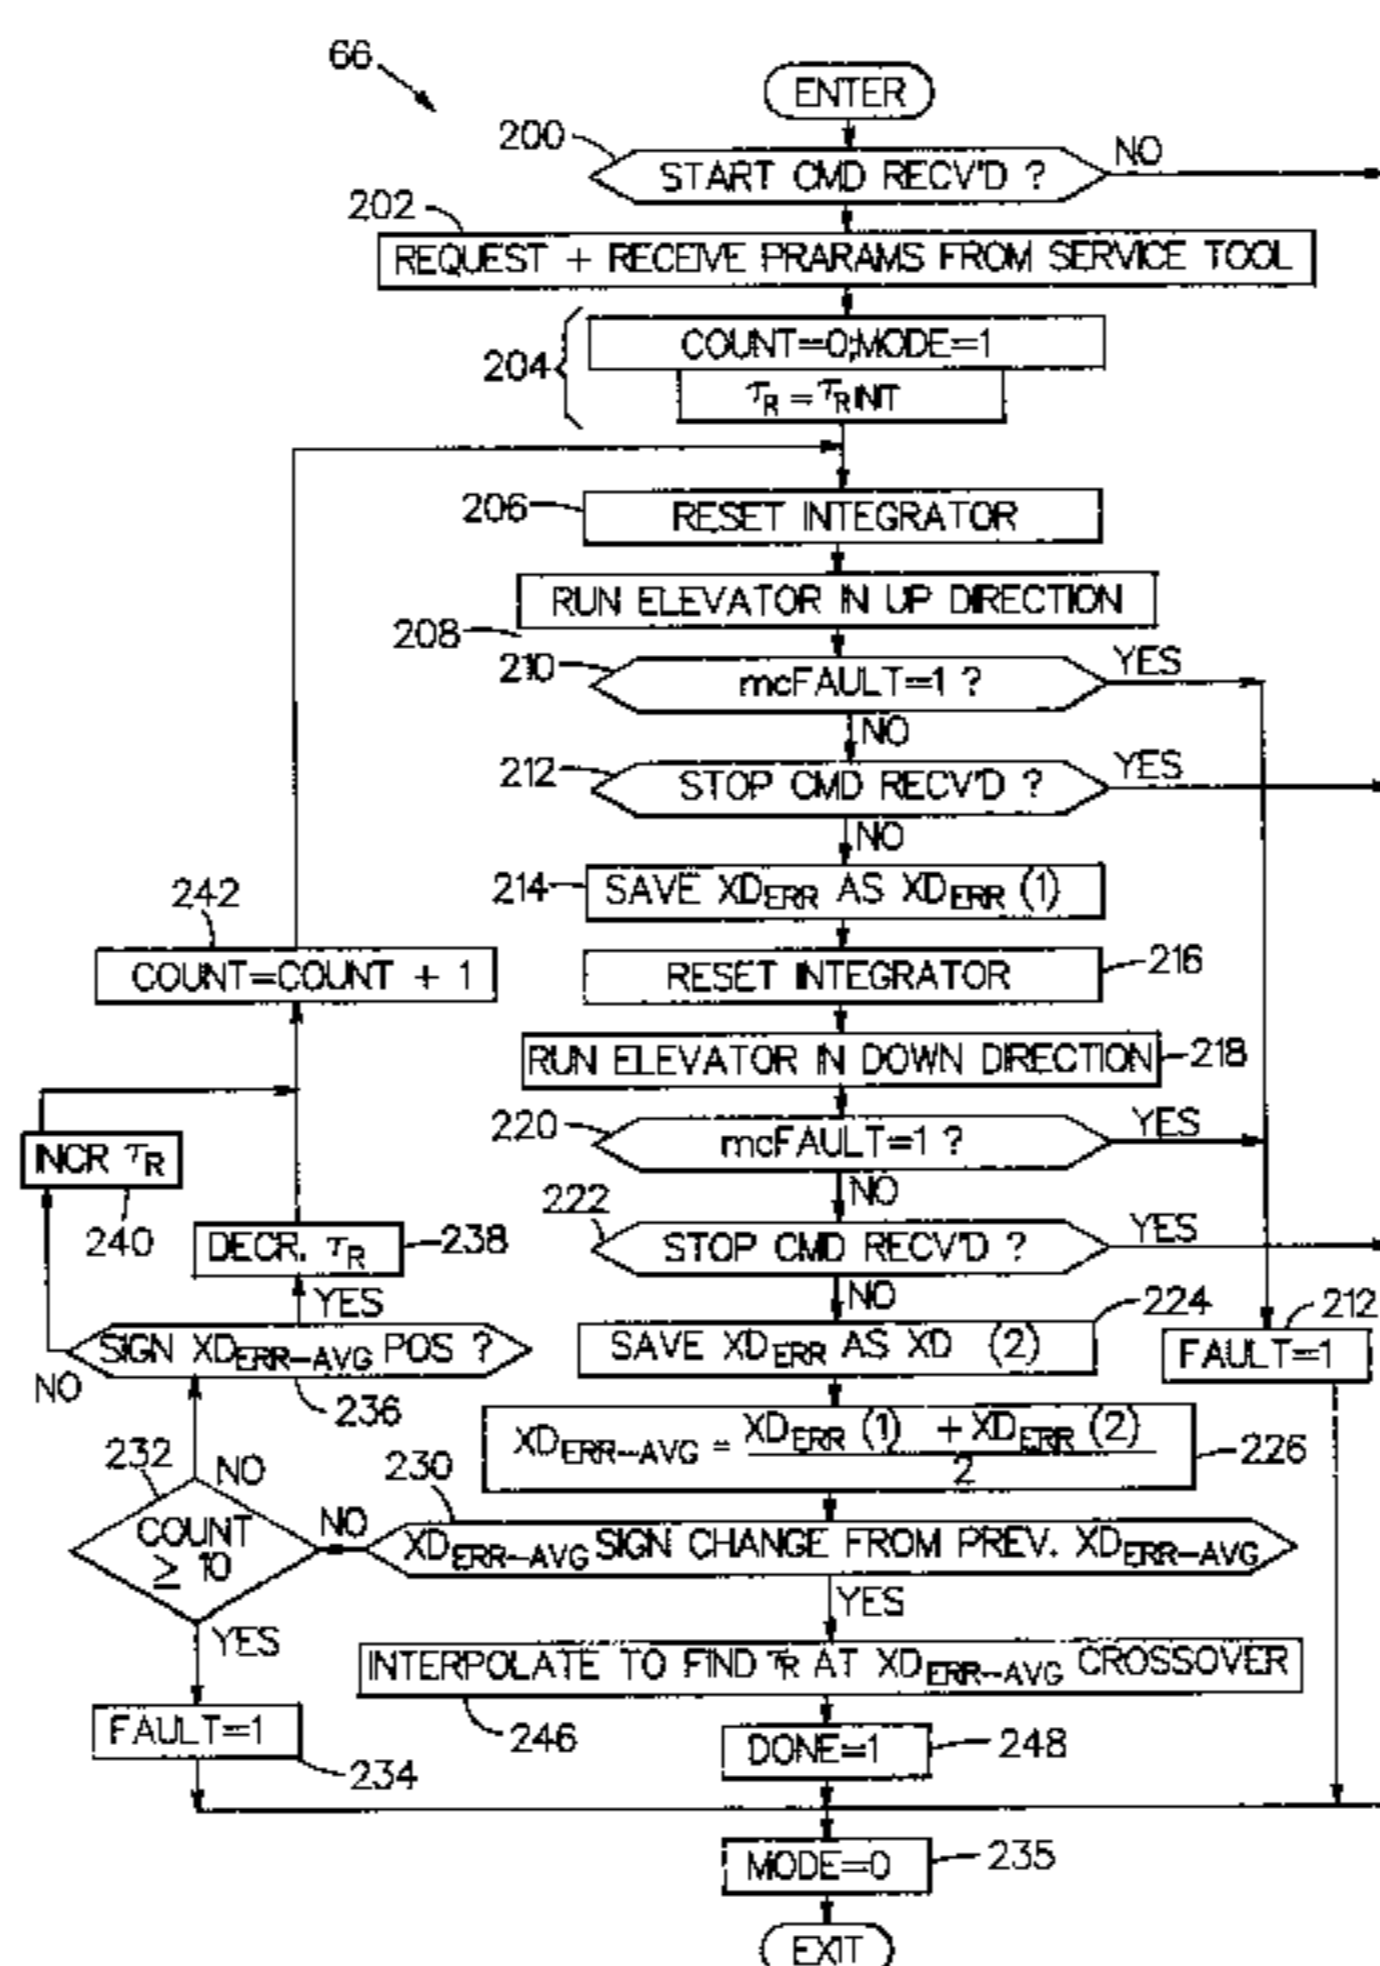 66
ENTER
200
START CMD RECV'D ?
NO
202
REQUEST + RECEIVE PRARAMS FROM SERVICE TOOL
204
COUNT=0;MODE=1
τR = τRINIT
206
RESET INTEGRATOR
RUN ELEVATOR IN UP DIRECTION
208
210
mcFAULT=1 ?
YES
NO
212
STOP CMD RECV'D ?
YES
NO
214
SAVE XDERR AS XDERR (1)
242
COUNT=COUNT + 1
RESET INTEGRATOR
216
RUN ELEVATOR IN DOWN DIRECTION
218
220
mcFAULT=1 ?
YES
INCR τR
NO
222
240
DECR. τR
238
STOP CMD RECV'D ?
YES
YES
NO
224
212
SIGN XDERR-AVG POS ?
SAVE XDERR AS XD (2)
FAULT=1
NO
236
XDERR-AVG = XDERR (1) + XDERR (2)
2
226
232
NO
230
COUNT
≥ 10
NO
XDERR-AVG SIGN CHANGE FROM PREV. XDERR-AVG
YES
YES
INTERPOLATE TO FIND τR AT XDERR-AVG CROSSOVER
246
FAULT=1
234
DONE=1
248
MODE=0
235
EXIT